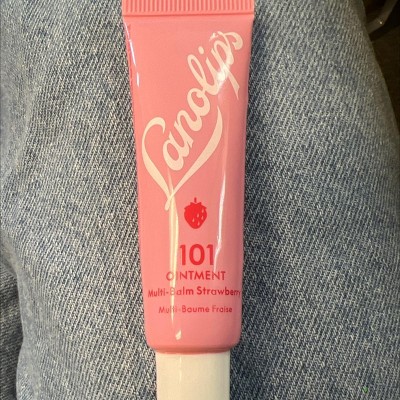 Lanolips
101
OINTMENT
Multi-Balm Strawberry
Multi-Baume Fraise